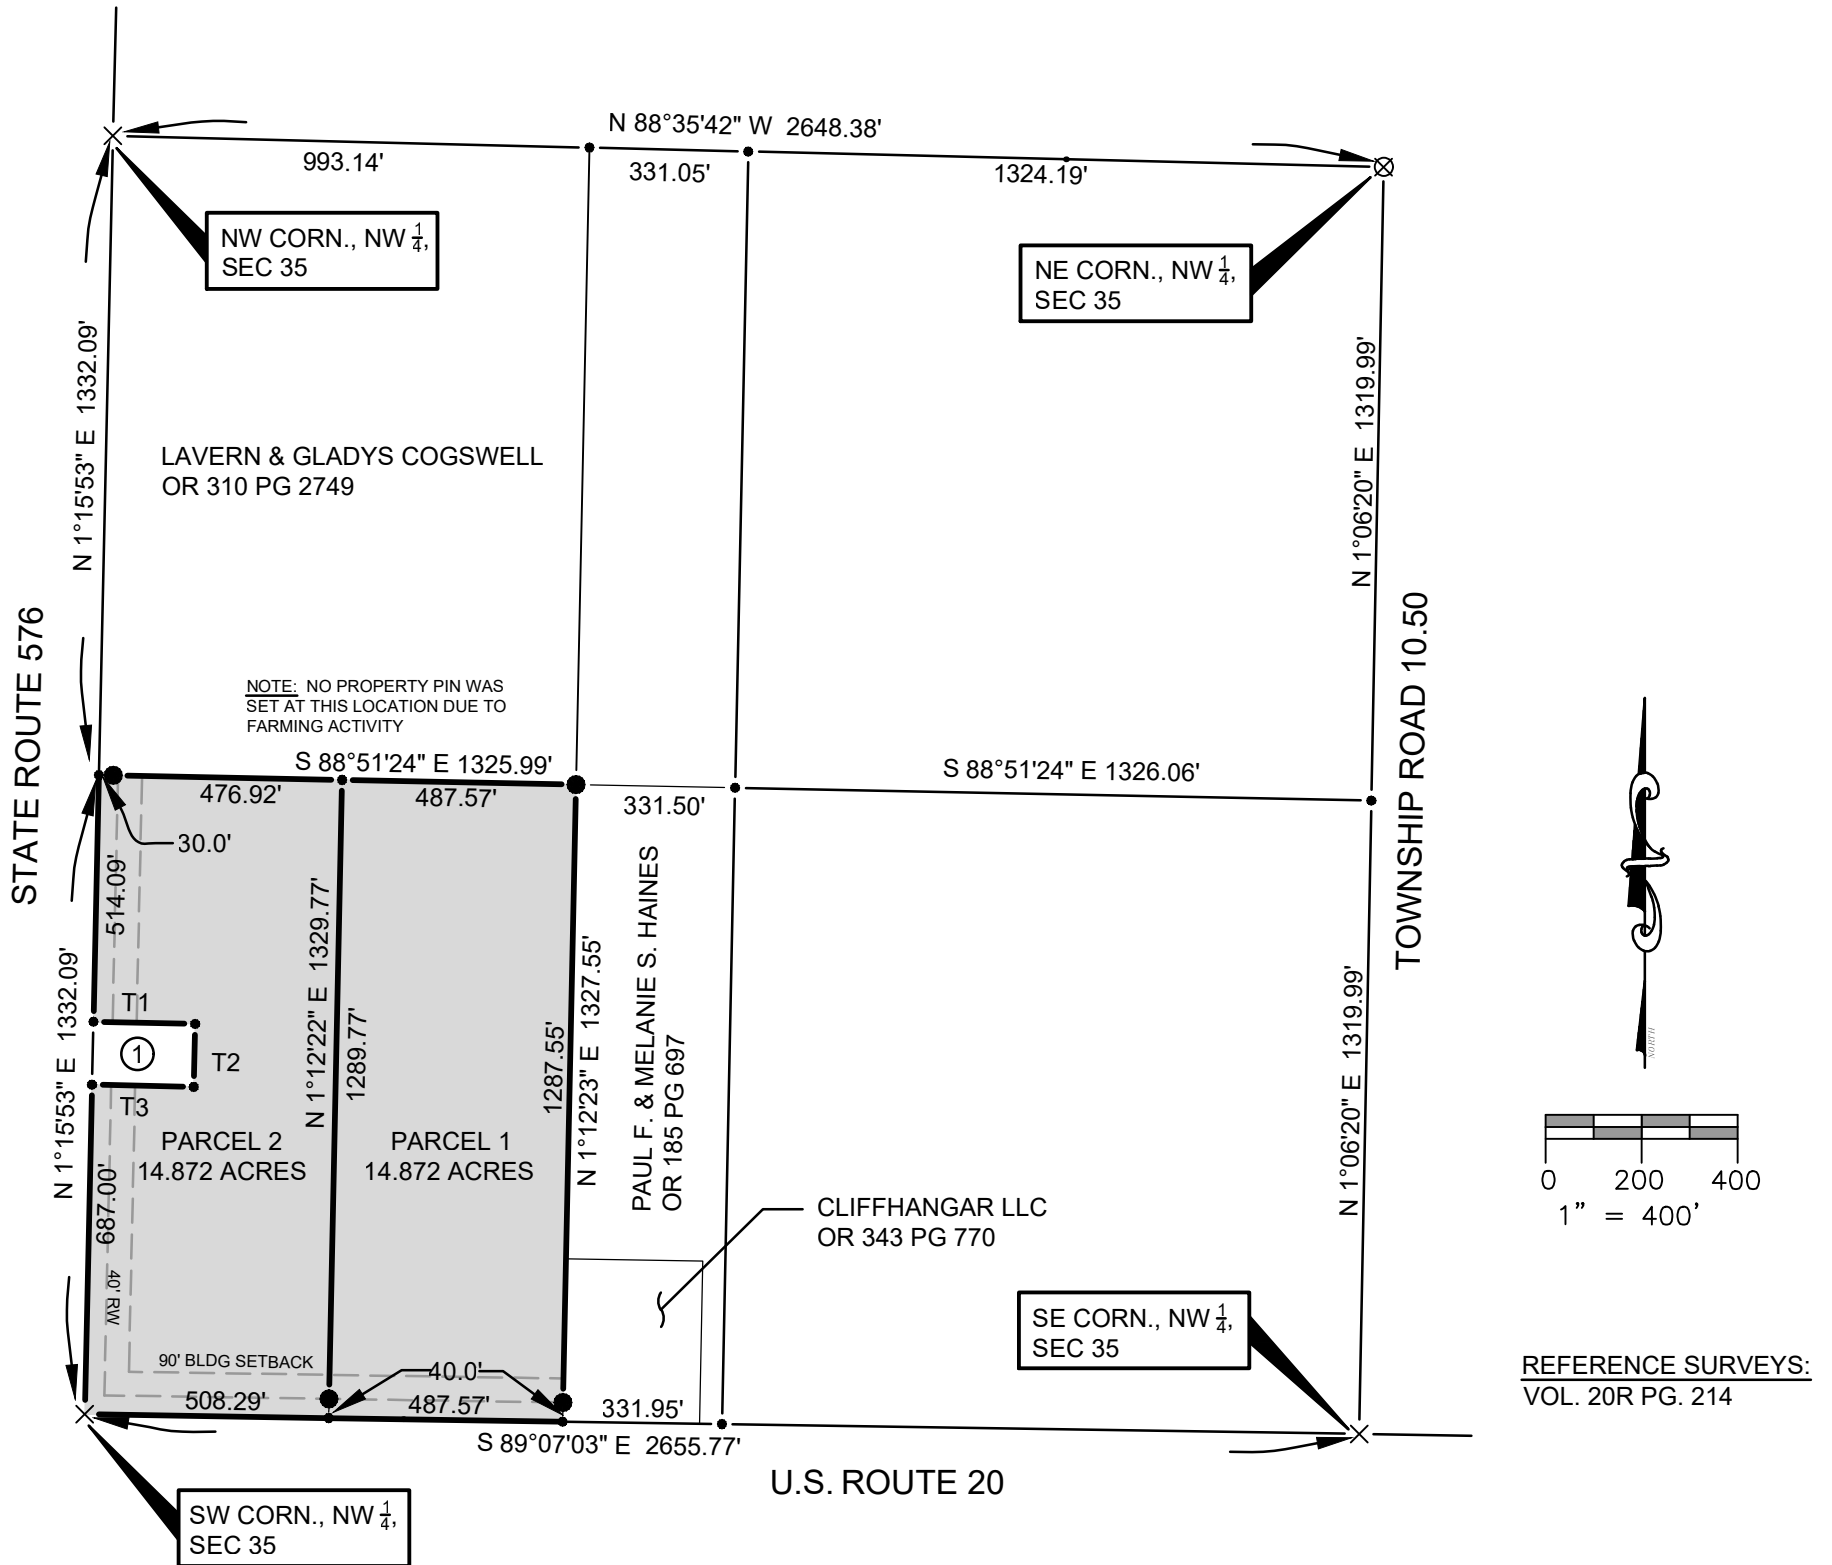 N 88°35'42" W 2648.38'
993.14'
331.05'
1324.19'
NW CORN., NW 1/4,
SEC 35
NE CORN., NW 1/4,
SEC 35
N 1°15'53" E 1332.09'
N 1°06'20" E 1319.99'
LAVERN & GLADYS COGSWELL
OR 310 PG 2749
STATE ROUTE 576
TOWNSHIP ROAD 10.50
NOTE: NO PROPERTY PIN WAS
SET AT THIS LOCATION DUE TO
FARMING ACTIVITY
S 88°51'24" E 1325.99'
S 88°51'24" E 1326.06'
476.92'
487.57'
331.50'
30.0'
514.09'
N 1°15'53" E 1332.09'
T1
1
T2
T3
N 1°12'22" E 1329.77'
1289.77'
1287.55'
N 1°12'23" E 1327.55'
PAUL F. & MELANIE S. HAINES
OR 185 PG 697
N 1°06'20" E 1319.99'
NORTH
PARCEL 2
14.872 ACRES
PARCEL 1
14.872 ACRES
687.00'
40' RW
CLIFFHANGAR LLC
OR 343 PG 770
0 200 400
1" = 400'
SE CORN., NW 1/4,
SEC 35
REFERENCE SURVEYS:
VOL. 20R PG. 214
90' BLDG SETBACK
40.0'
508.29'
487.57'
331.95'
S 89°07'03" E 2655.77'
U.S. ROUTE 20
SW CORN., NW 1/4,
SEC 35